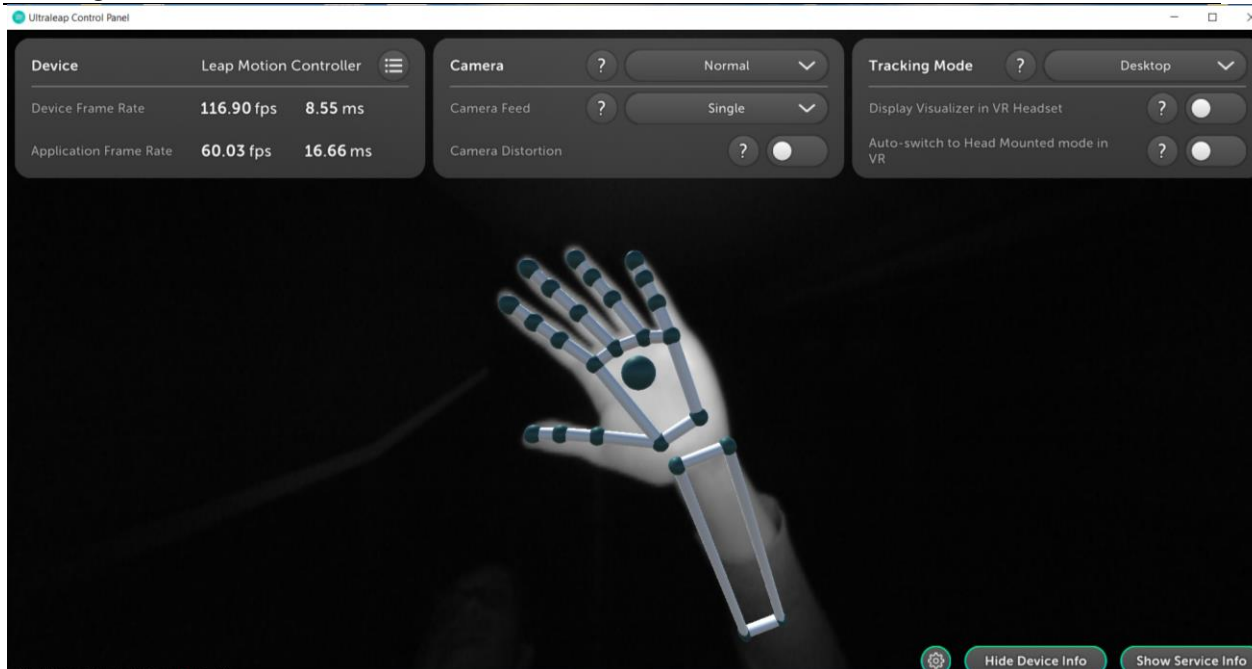 Ultraleap Control Panel
Device Leap Motion Controller
Device Frame Rate 116.90 fps 8.55 ms
Application Frame Rate 60.03 fps 16.66 ms
Camera ? Normal
Camera Feed ? Single
Camera Distortion ?
Tracking Mode ? Desktop
Display Visualizer in VR Headset ?
Auto-switch to Head Mounted mode in
VR ?
Hide Device Info Show Service Info